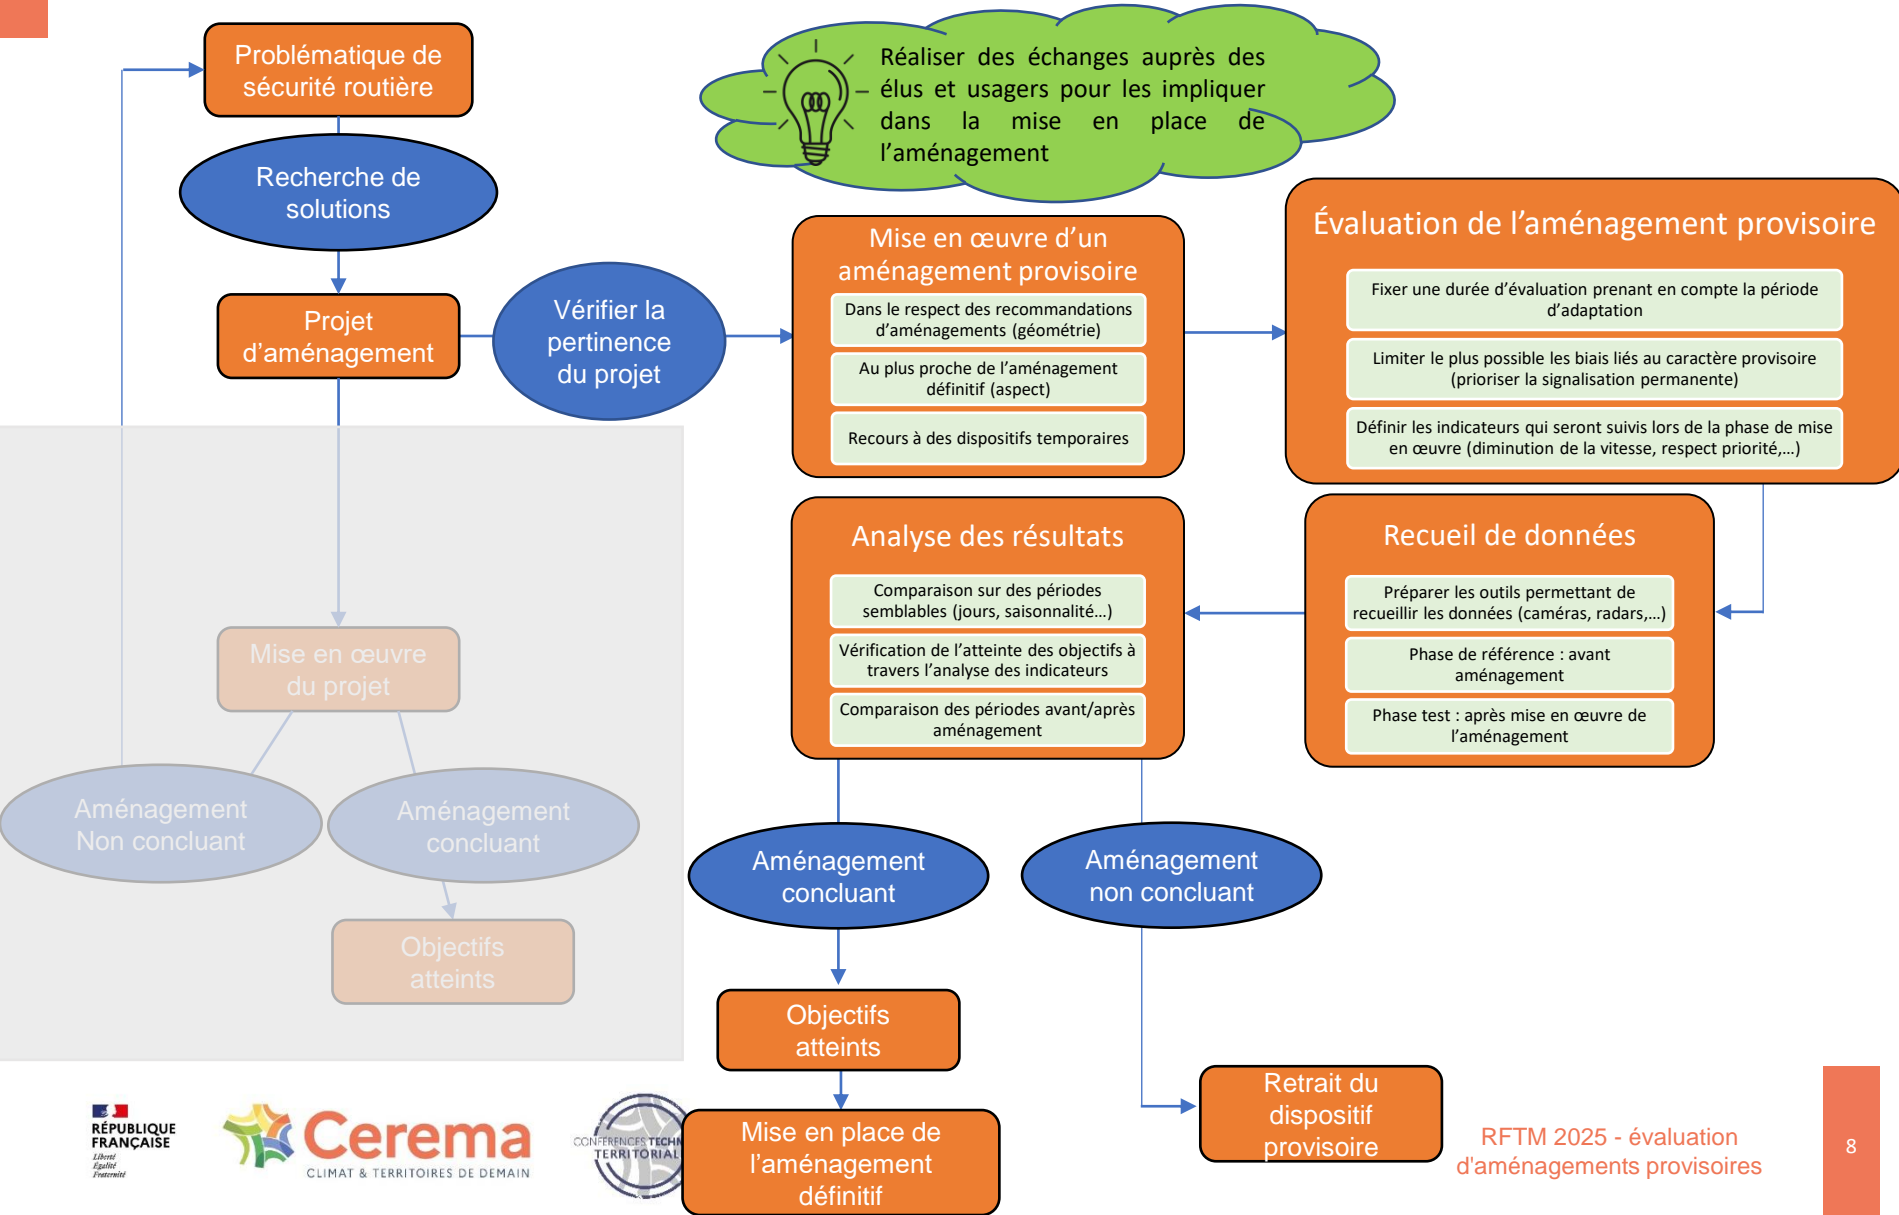 Problématique de
sécurité routière
Recherche de
solutions
Projet
d’aménagement
Vérifier la
pertinence
du projet
Réaliser des échanges auprès des
élus et usagers pour les impliquer
dans la mise en place de
l’aménagement
Mise en œuvre d’un
aménagement provisoire
Dans le respect des recommandations
d’aménagements (géométrie)
Au plus proche de l’aménagement
définitif (aspect)
Recours à des dispositifs temporaires
Évaluation de l’aménagement provisoire
Fixer une durée d’évaluation prenant en compte la période
d’adaptation
Limiter le plus possible les biais liés au caractère provisoire
(prioriser la signalisation permanente)
Définir les indicateurs qui seront suivis lors de la phase de mise
en œuvre (diminution de la vitesse, respect priorité,…)
Recueil de données
Préparer les outils permettant de
recueillir les données (caméras, radars,…)
Phase de référence : avant
aménagement
Phase test : après mise en œuvre de
l’aménagement
Analyse des résultats
Comparaison sur des périodes
semblables (jours, saisonnalité…)
Vérification de l’atteinte des objectifs à
travers l’analyse des indicateurs
Comparaison des périodes avant/après
aménagement
Mise en œuvre
du projet
Aménagement
Non concluant
Aménagement
concluant
Objectifs
atteints
Aménagement
concluant
Aménagement
non concluant
Objectifs
atteints
Mise en place de
l’aménagement
définitif
Retrait du
dispositif
provisoire
RÉPUBLIQUE
FRANÇAISE
Liberté
Égalité
Fraternité
Cerema
CLIMAT & TERRITOIRES DE DEMAIN
CONFÉRENCES TECHN
TERRITORIAL
RFTM 2025 - évaluation
d'aménagements provisoires
8